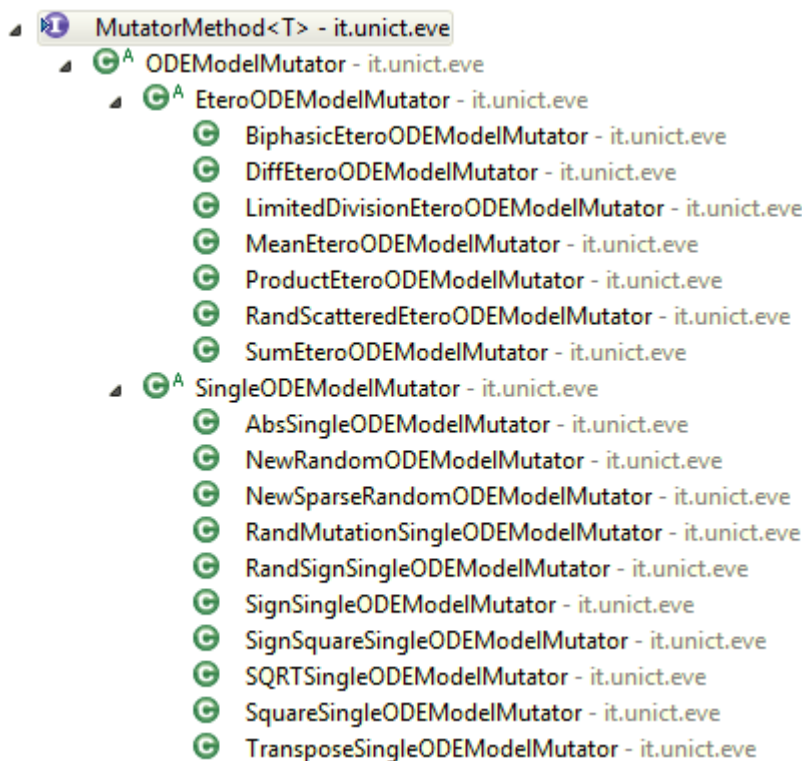 MutatorMethod<T> - it.unict.eve
ODEModelMutator - it.unict.eve
EteroODEModelMutator - it.unict.eve
BiphasicEteroODEModelMutator - it.unict.eve
DiffEteroODEModelMutator - it.unict.eve
LimitedDivisionEteroODEModelMutator - it.unict.eve
MeanEteroODEModelMutator - it.unict.eve
ProductEteroODEModelMutator - it.unict.eve
RandScatteredEteroODEModelMutator - it.unict.eve
SumEteroODEModelMutator - it.unict.eve
SingleODEModelMutator - it.unict.eve
AbsSingleODEModelMutator - it.unict.eve
NewRandomODEModelMutator - it.unict.eve
NewSparseRandomODEModelMutator - it.unict.eve
RandMutationSingleODEModelMutator - it.unict.eve
RandSignSingleODEModelMutator - it.unict.eve
SignSingleODEModelMutator - it.unict.eve
SignSquareSingleODEModelMutator - it.unict.eve
SQRTSingleODEModelMutator - it.unict.eve
SquareSingleODEModelMutator - it.unict.eve
TransposeSingleODEModelMutator - it.unict.eve